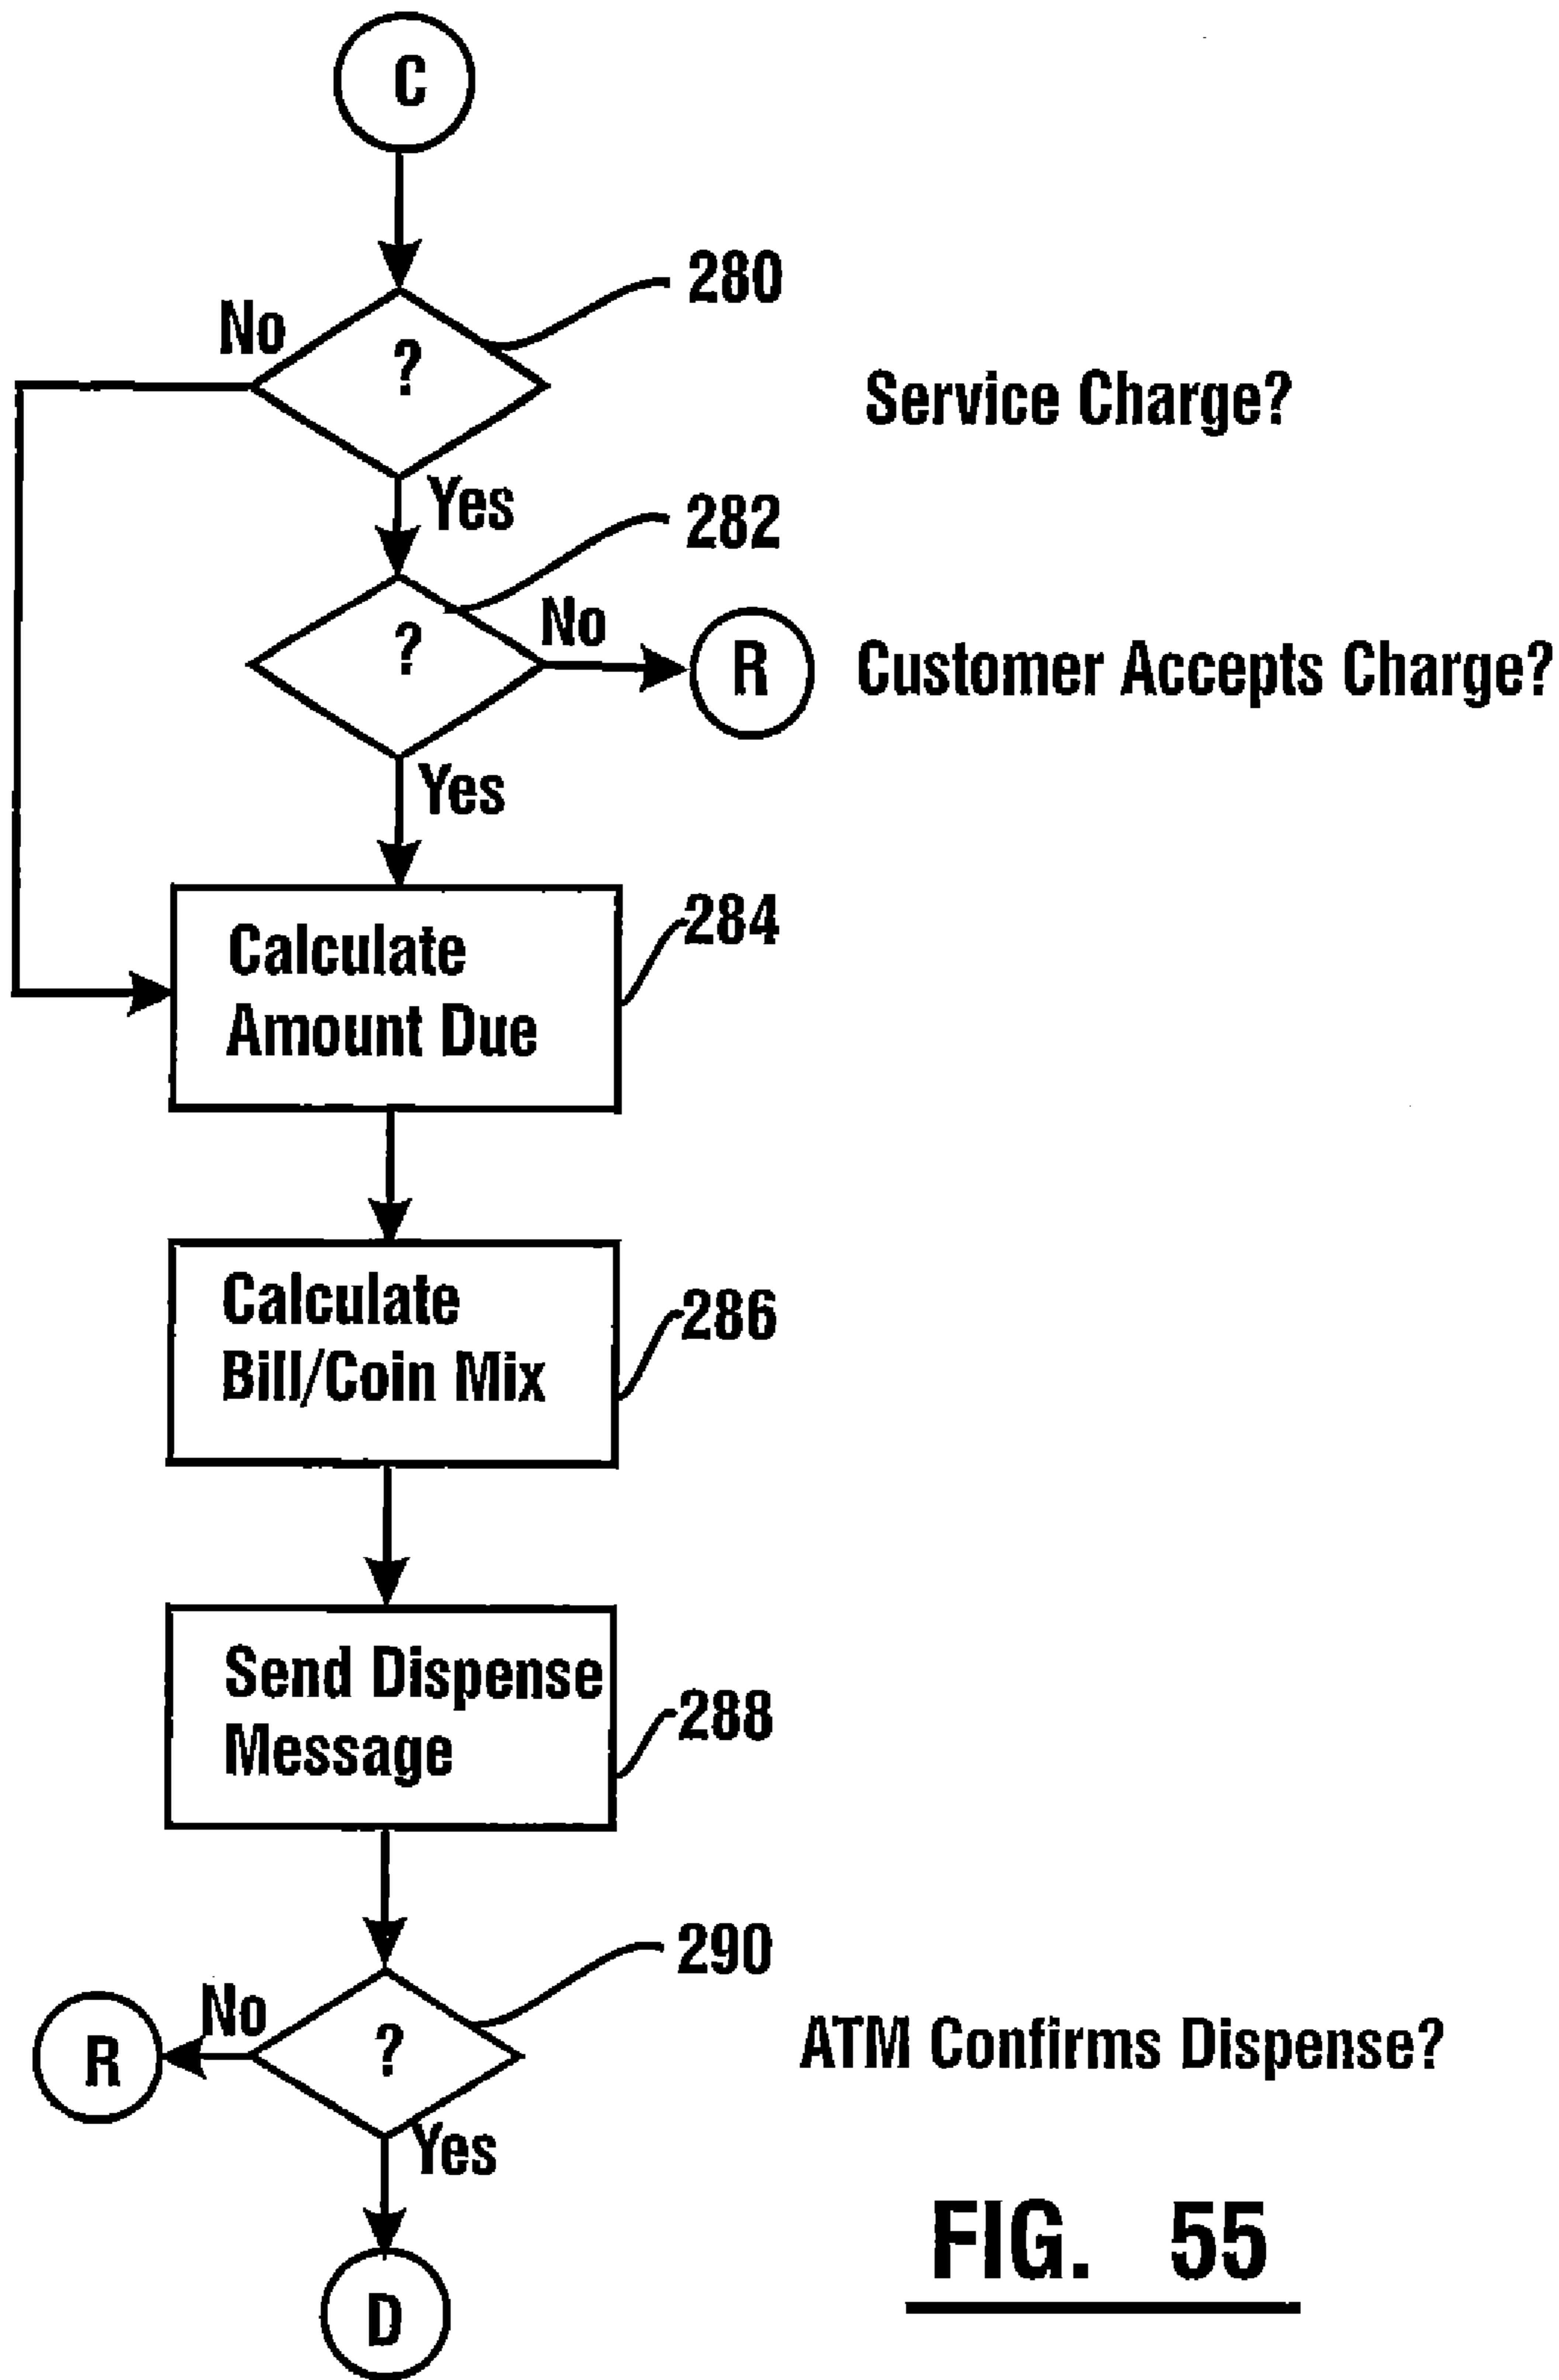 C
280
No
?
Service Charge?
Yes
282
No
?
R
Customer Accepts Charge?
Yes
284
Calculate
Amount Due
286
Calculate
Bill/Coin Mix
288
Send Dispense
Message
290
No
R
?
ATM Confirms Dispense?
Yes
D
FIG. 55